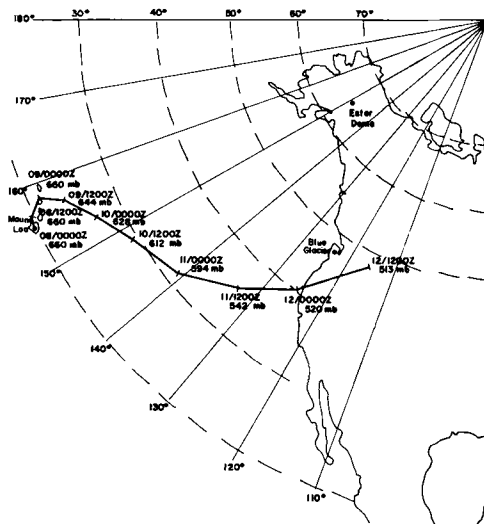 180° 30° 43° 50° 60° 70°
Ester
Dome
170°
09/0000Z
660 mb
160°
09/1200Z
644 mb
08/1200Z
660 mb
10/0000Z
628 mb
Mauna
Loa
08/0000Z
660 mb
10/1200Z
612 mb
Blue
Glacier
150°
11/0000Z
594 mb
12/1200Z
513 mb
11/1200Z
542 mb
12/0000Z
520 mb
140°
130°
120°
110°